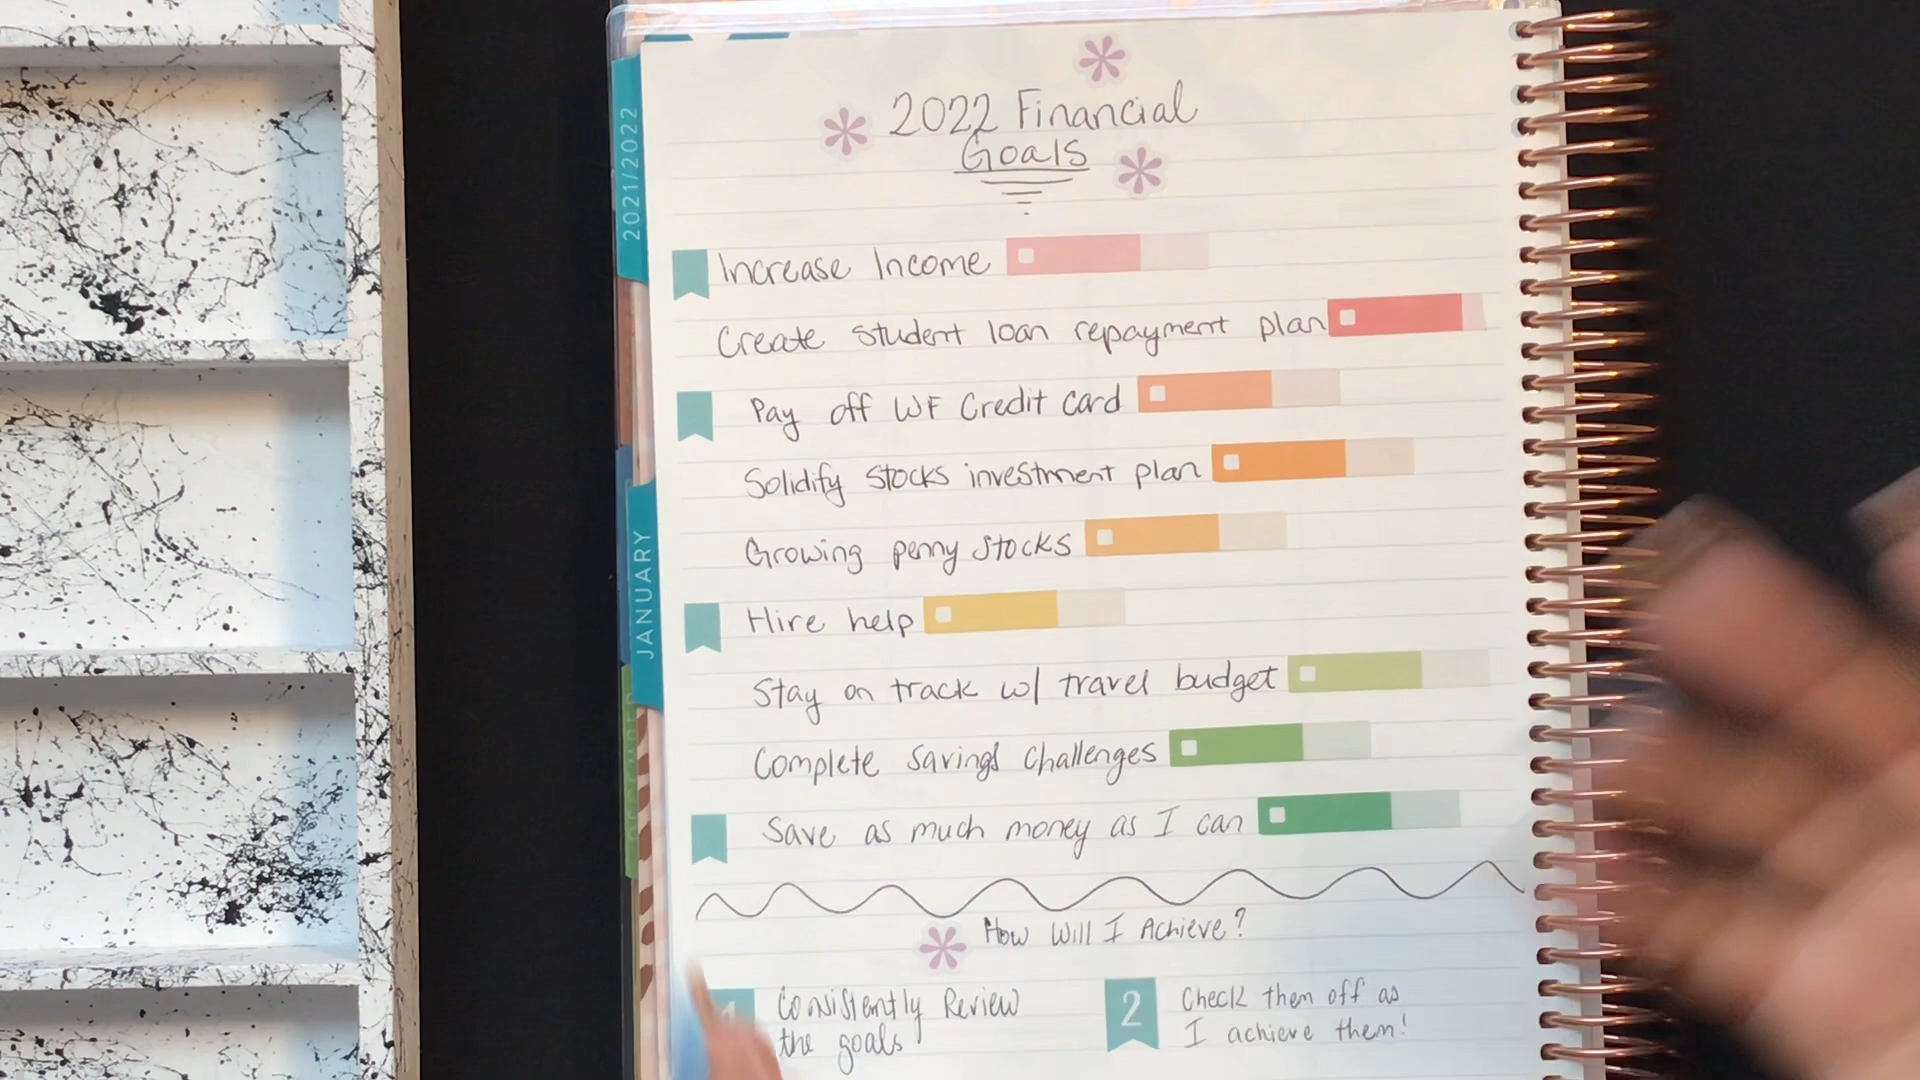 2022 Financial
Goals
2021/2022
Increase Income
Create student loan repayment plan
Pay off WF Credit Card
Solidify stocks investment plan
Growing penny stocks
JANUARY
Hire help
Stay on track w/ travel budget
Complete savings challenges
Save as much money as I can
How Will I Achieve?
1 Consistently Review
the goals
2 Check them off as
I achieve them!